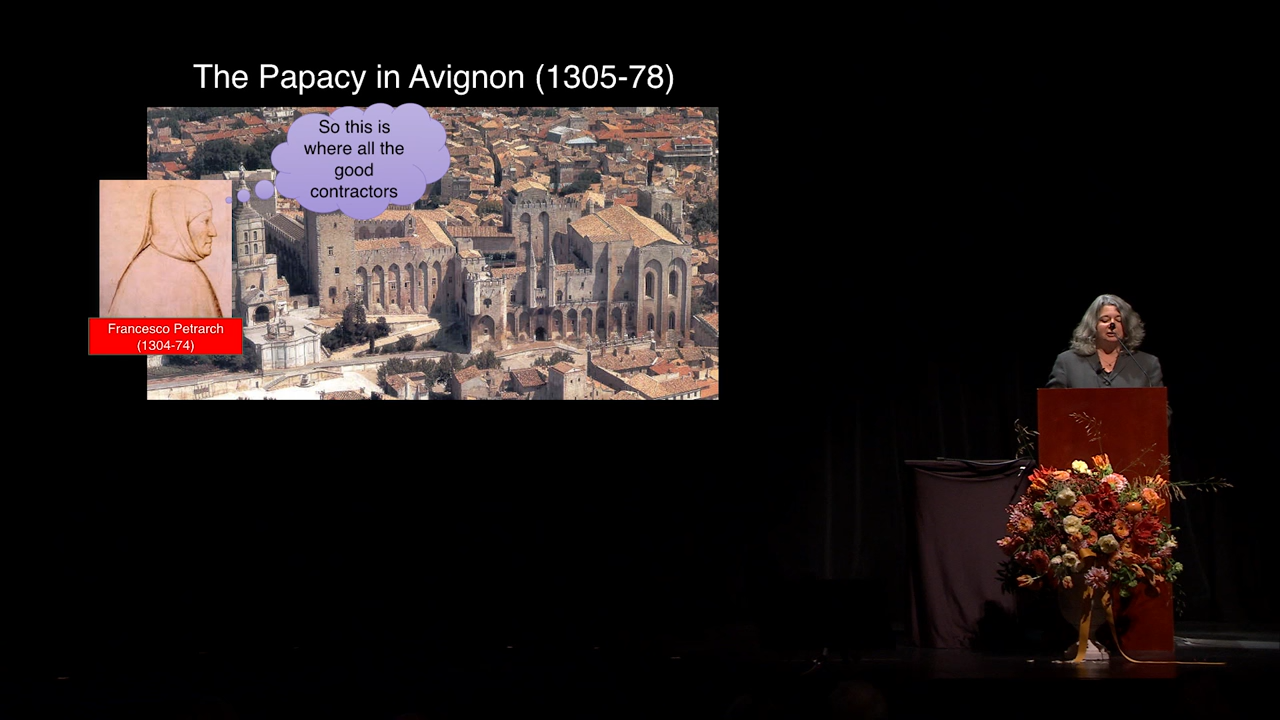 The Papacy in Avignon (1305-78)
So this is
where all the
good
contractors
Francesco Petrarch
(1304-74)